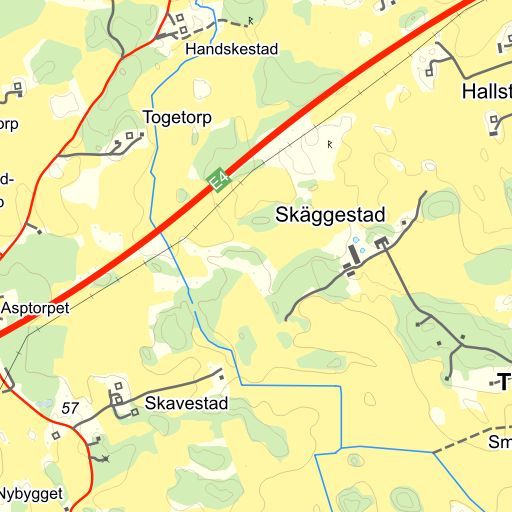 R
Handskestad
Hallst
Togetorp
orp
R
d-
p
E4
Skäggestad
Asptorpet
T
57
Skavestad
Sm
Nybygget